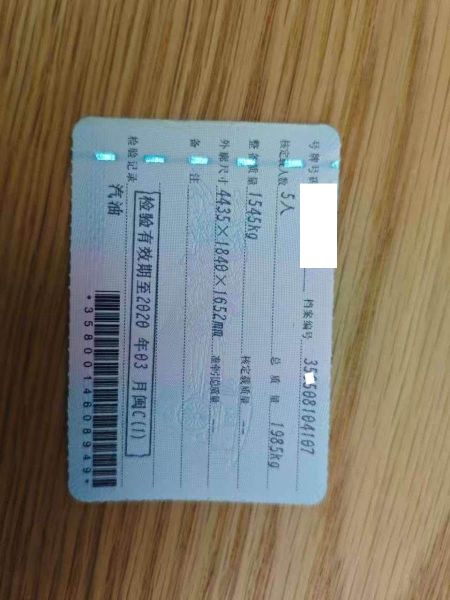 号牌号码 档案编号 35 508104107
核定载人数 5人 总质量 1985kg
整备质量 1545kg 核定载质量 --
外廓尺寸 4435×1840×1652mm 准牵引总质量 --
备注
检验记录 检验有效期至2020年03月闽C(1)
汽油
*3580014608949*